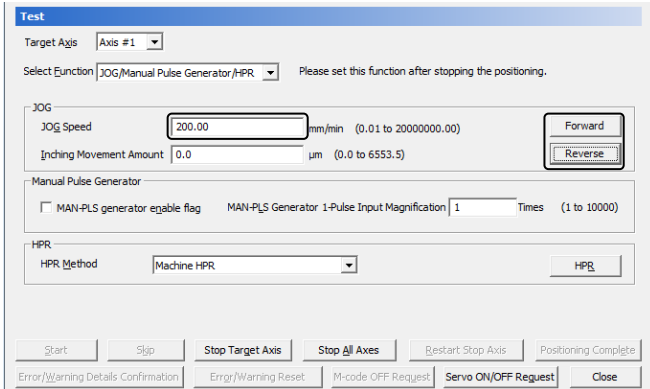 Test
Target Axis Axis #1
Select Function JOG/Manual Pulse Generator/HPR Please set this function after stopping the positioning.
JOG
JOG Speed 200.00 mm/min (0.01 to 20000000.00) Forward
Inching Movement Amount 0.0 µm (0.0 to 6553.5) Reverse
Manual Pulse Generator
MAN-PLS generator enable flag MAN-PLS Generator 1-Pulse Input Magnification 1 Times (1 to 10000)
HPR
HPR Method Machine HPR HPR
Start Skip Stop Target Axis Stop All Axes Restart Stop Axis Positioning Complete
Error/Warning Details Confirmation Error/Warning Reset M-code OFF Request Servo ON/OFF Request Close